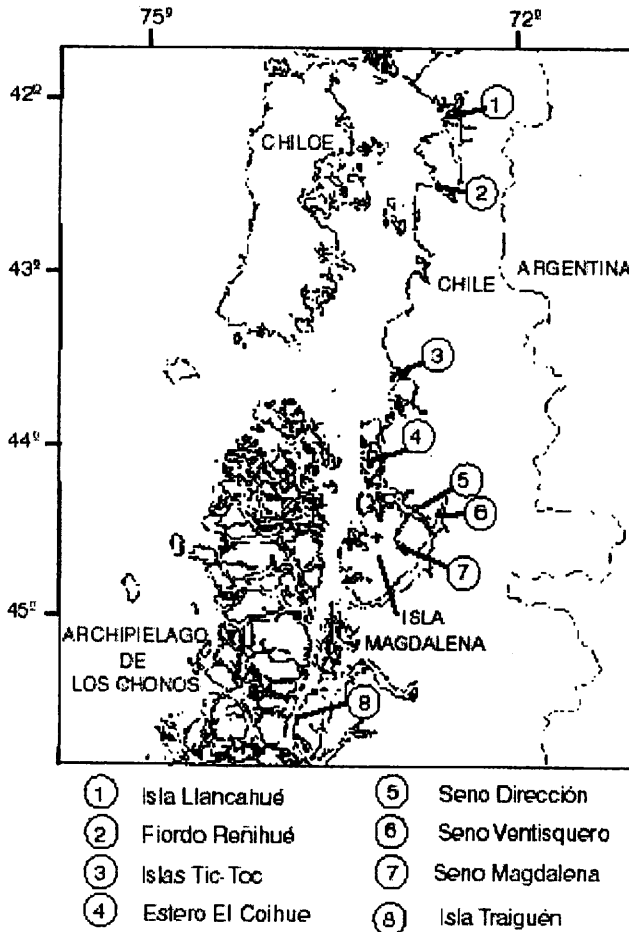 75º 72º
42º
1
CHILOE
2
43º
ARGENTINA
CHILE
3
44º
4
5
6
7
45º
ISLA
MAGDALENA
ARCHIPIELAGO
DE
LOS CHONOS
8
1 Isla Llancahué
2 Fiordo Reñihué
3 Islas Tic-Toc
4 Estero El Coihue
5 Seno Dirección
6 Seno Ventisquero
7 Seno Magdalena
8 Isla Traiguén